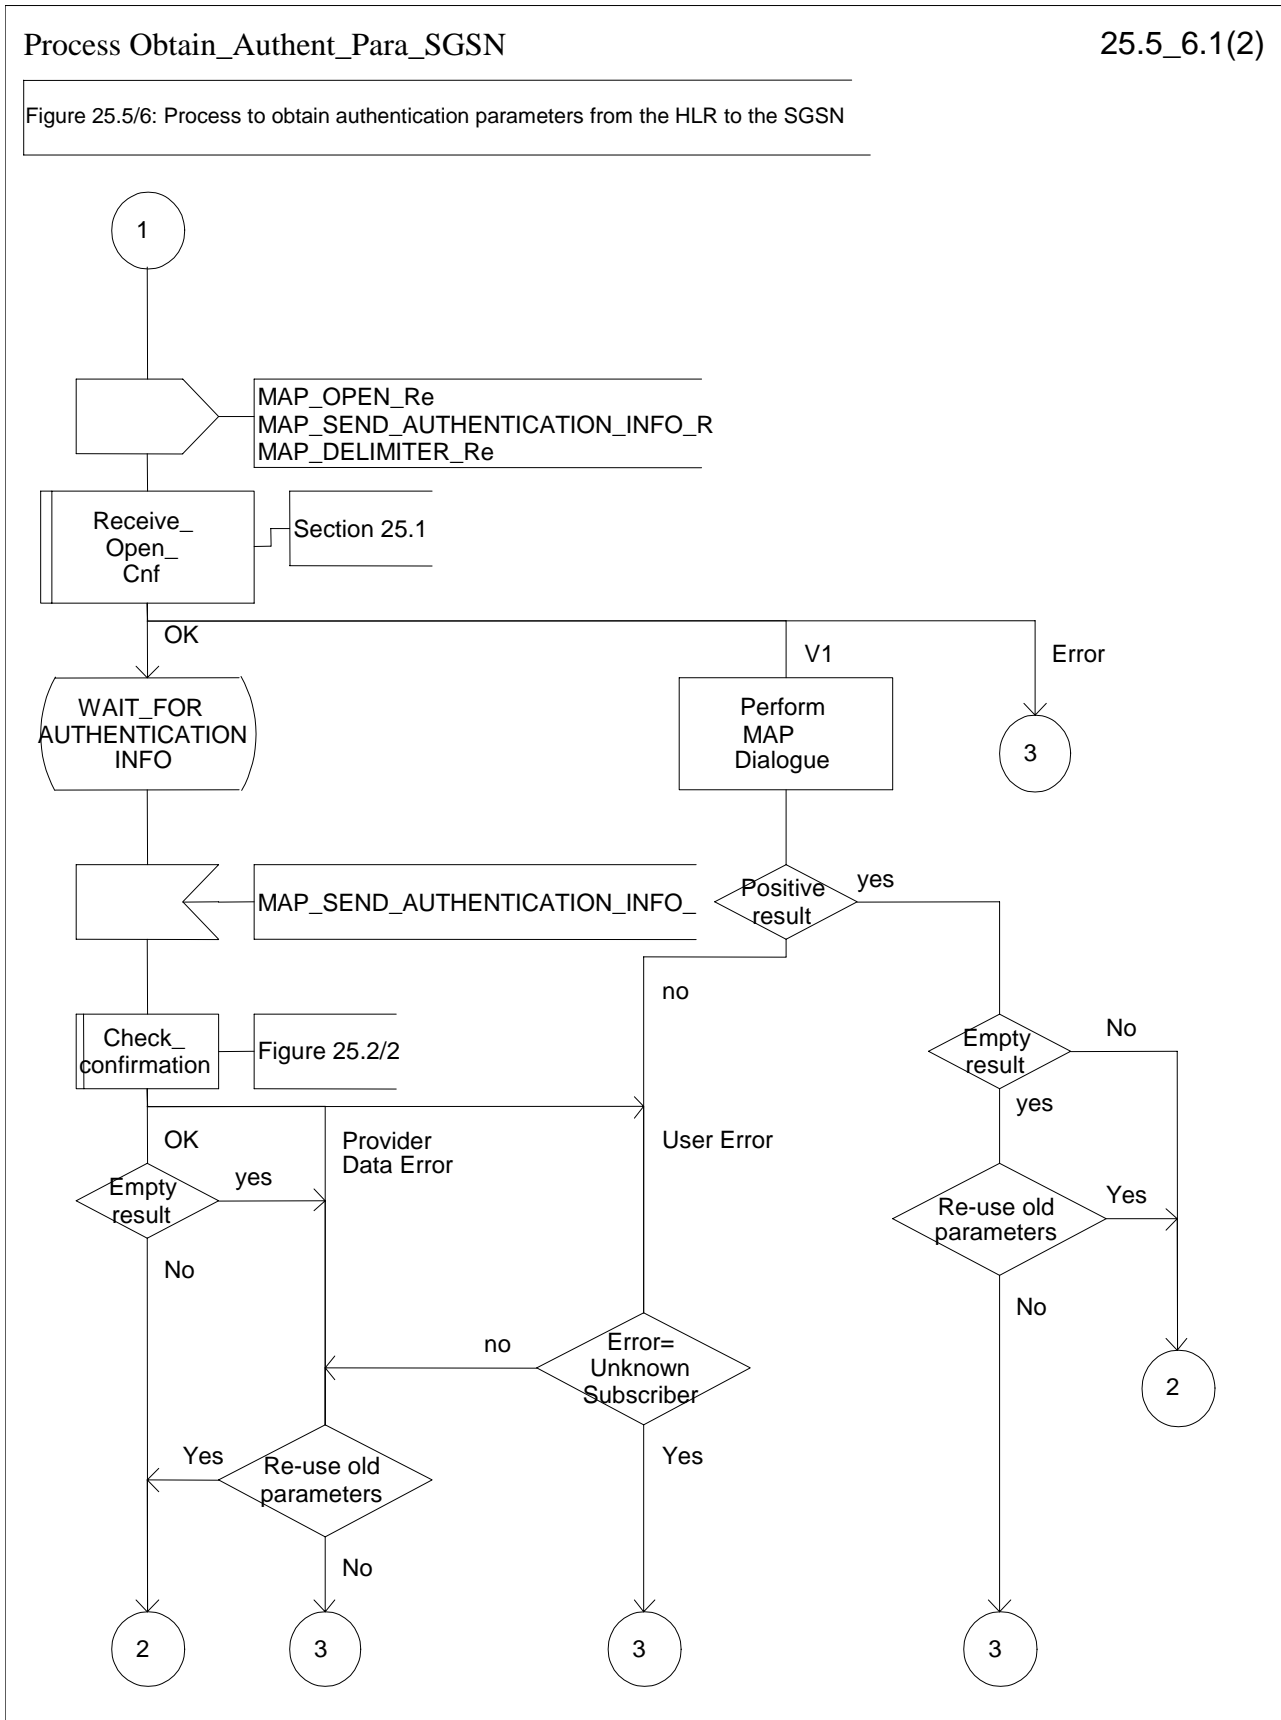 Process Obtain_Authent_Para_SGSN
25.5_6.1(2)
Figure 25.5/6: Process to obtain authentication parameters from the HLR to the SGSN
1
MAP_OPEN_Re
MAP_SEND_AUTHENTICATION_INFO_R
MAP_DELIMITER_Re
Receive_
Open_
Cnf
Section 25.1
OK
V1
Error
WAIT_FOR
AUTHENTICATION
INFO
Perform
MAP
Dialogue
3
MAP_SEND_AUTHENTICATION_INFO_
Positive
result
yes
no
Check_
confirmation
Figure 25.2/2
Empty
result
No
yes
OK
Provider
Data Error
User Error
Empty
result
yes
No
Re-use old
parameters
Yes
No
Error=
Unknown
Subscriber
no
Yes
2
Re-use old
parameters
Yes
No
2
3
3
3